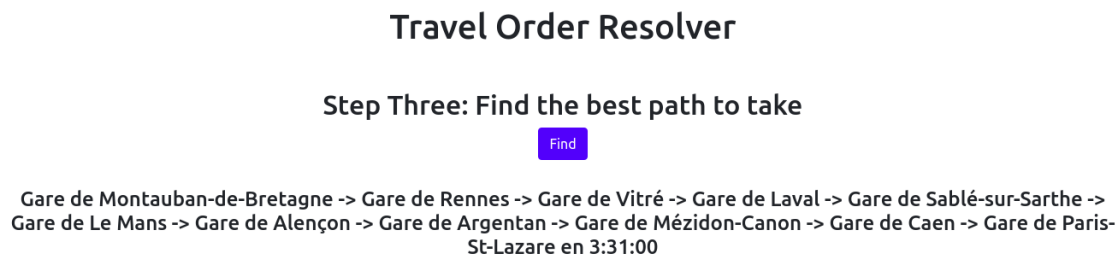 Travel Order Resolver
Step Three: Find the best path to take
Find
Gare de Montauban-de-Bretagne -> Gare de Rennes -> Gare de Vitré -> Gare de Laval -> Gare de Sablé-sur-Sarthe ->
Gare de Le Mans -> Gare de Alençon -> Gare de Argentan -> Gare de Mézidon-Canon -> Gare de Caen -> Gare de Paris-
St-Lazare en 3:31:00